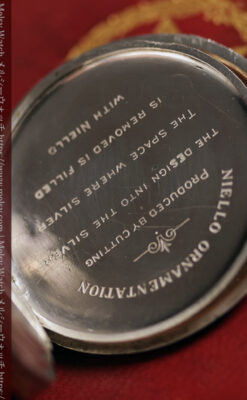 NIELLO ORNAMENTATION
PRODUCED BY CUTTING
THE DESIGN INTO THE SILVER
THE SPACE WHERE SILVER
IS REMOVED IS FILLED
WITH NIELLO